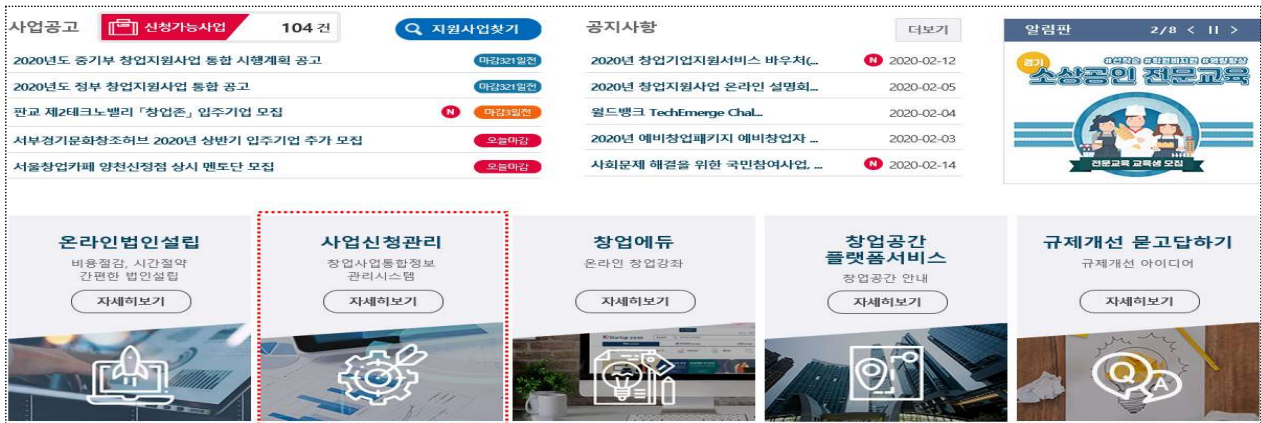 사업공고
신청가능사업 104 건
지원사업찾기
2020년도 중기부 창업지원사업 통합 시행계획 공고 마감321일전
2020년도 정부 창업지원사업 통합 공고 마감321일전
판교 제2테크노밸리 「창업존」 입주기업 모집 N 마감3일전
서부경기문화창조허브 2020년 상반기 입주기업 추가 모집 오늘마감
서울창업카페 양천신정점 상시 멘토단 모집 오늘마감
공지사항 더보기
2020년 창업기업지원서비스 바우처(... N 2020-02-12
2020년 창업지원사업 온라인 설명회... 2020-02-05
월드뱅크 TechEmerge Chal... 2020-02-04
2020년 예비창업패키지 예비창업자 ... 2020-02-03
사회문제 해결을 위한 국민참여사업, ... N 2020-02-14
알림판 2/8 < II >
경기
소상공인 전문교육
전문교육 교육생 모집
온라인법인설립
비용절감, 시간절약
간편한 법인설립
자세히보기
사업신청관리
창업사업통합정보
관리시스템
자세히보기
창업에듀
온라인 창업강좌
자세히보기
창업공간
플랫폼서비스
창업공간 안내
자세히보기
규제개선 묻고답하기
규제개선 아이디어
자세히보기
Q A